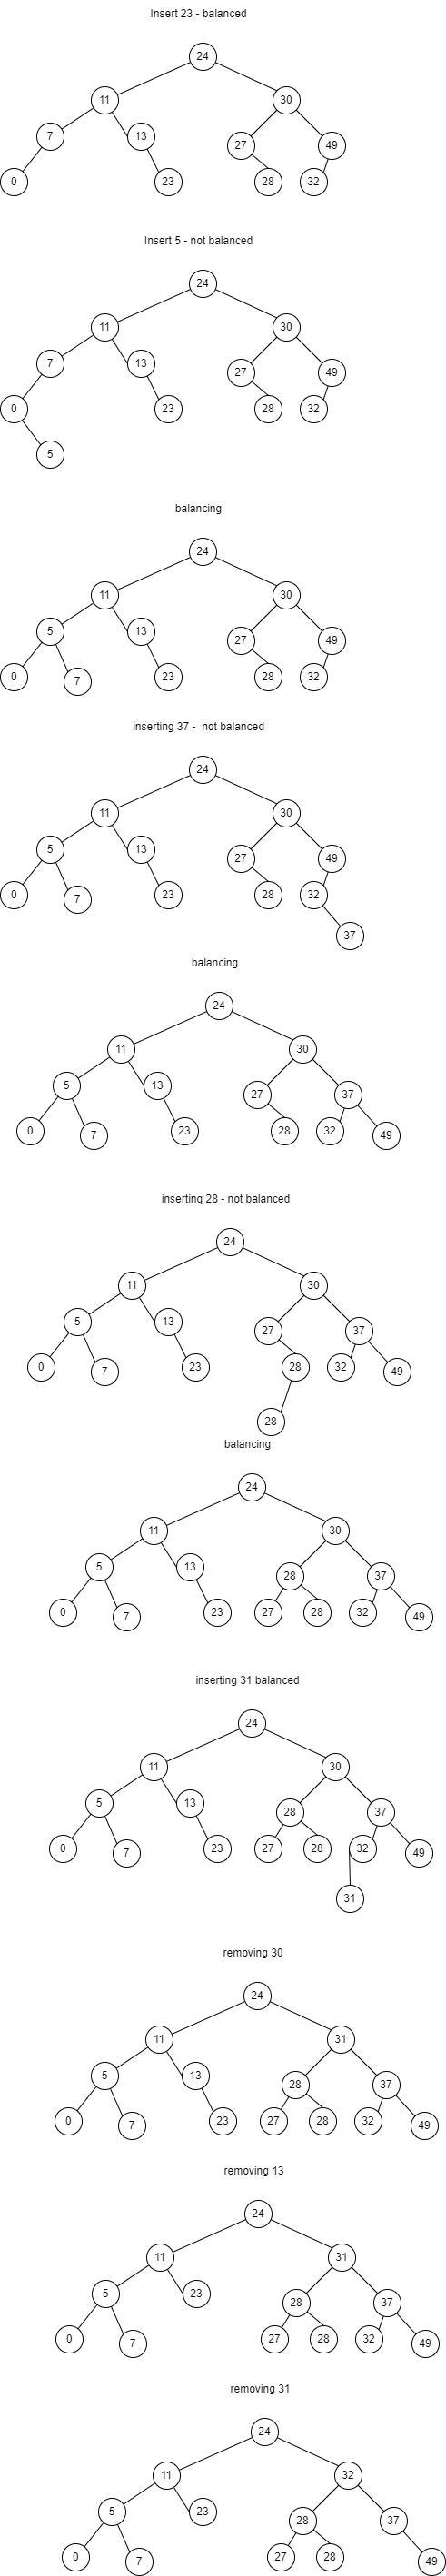 Insert 23 - balanced
24
11 30
7 13 27 49
0 23 28 32
Insert 5 - not balanced
24
11 30
7 13 27 49
0 23 28 32
5
balancing
24
11 30
5 13 27 49
0 7 23 28 32
inserting 37 - not balanced
24
11 30
5 13 27 49
0 7 23 28 32
37
balancing
24
11 30
5 13 27 37
0 7 23 28 32 49
inserting 28 - not balanced
24
11 30
5 13 27 37
0 7 23 28 32 49
28
balancing
24
11 30
5 13 28 37
0 7 23 27 28 32 49
inserting 31 balanced
24
11 30
5 13 28 37
0 7 23 27 28 32 49
31
removing 30
24
11 31
5 13 28 37
0 7 23 27 28 32 49
removing 13
24
11 31
5 23 28 37
0 7 27 28 32 49
removing 31
24
11 32
5 23 28 37
0 7 27 28 49